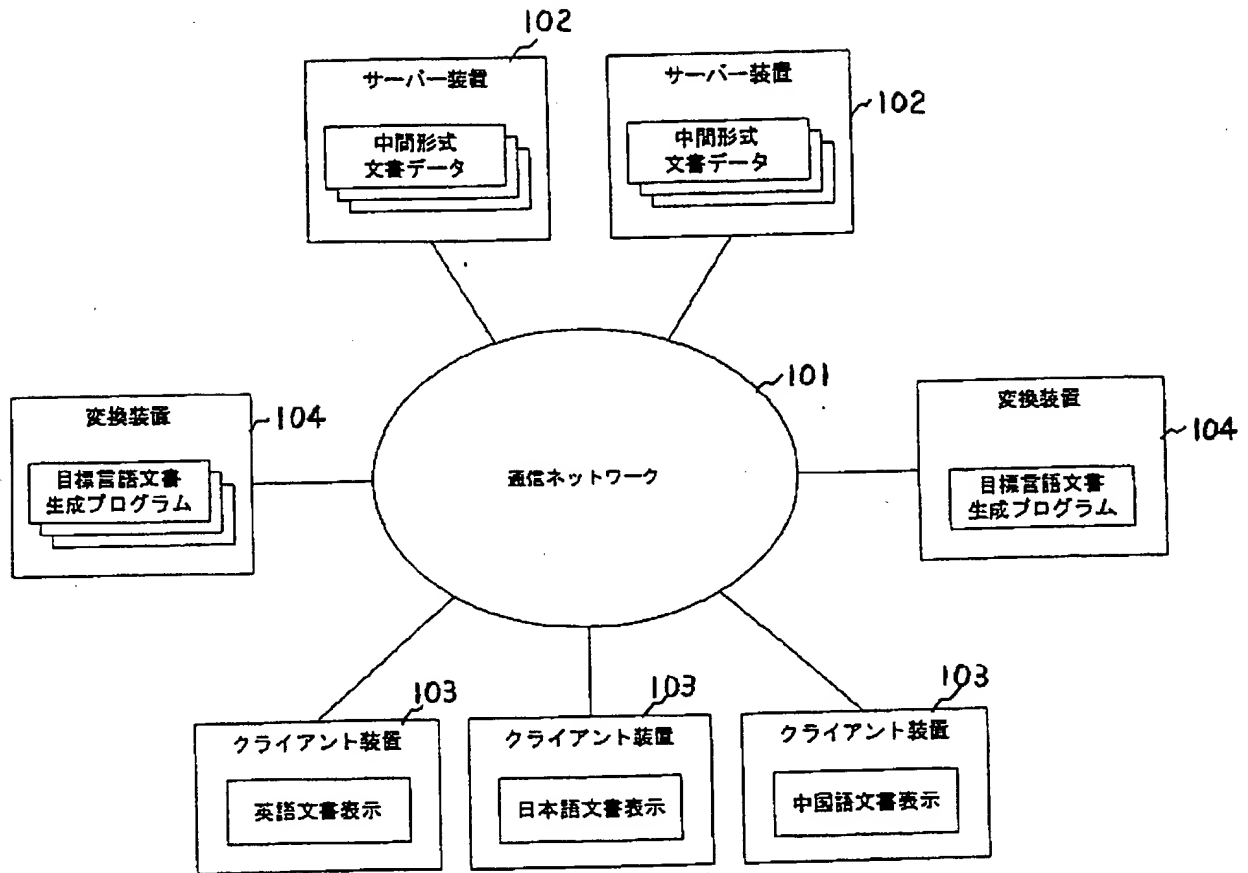 102
サーバー装置
中間形式
文書データ
サーバー装置
102
中間形式
文書データ
101
変換装置
104
目標言語文書
生成プログラム
通信ネットワーク
変換装置
104
目標言語文書
生成プログラム
103
クライアント装置
英語文書表示
103
クライアント装置
日本語文書表示
103
クライアント装置
中国語文書表示